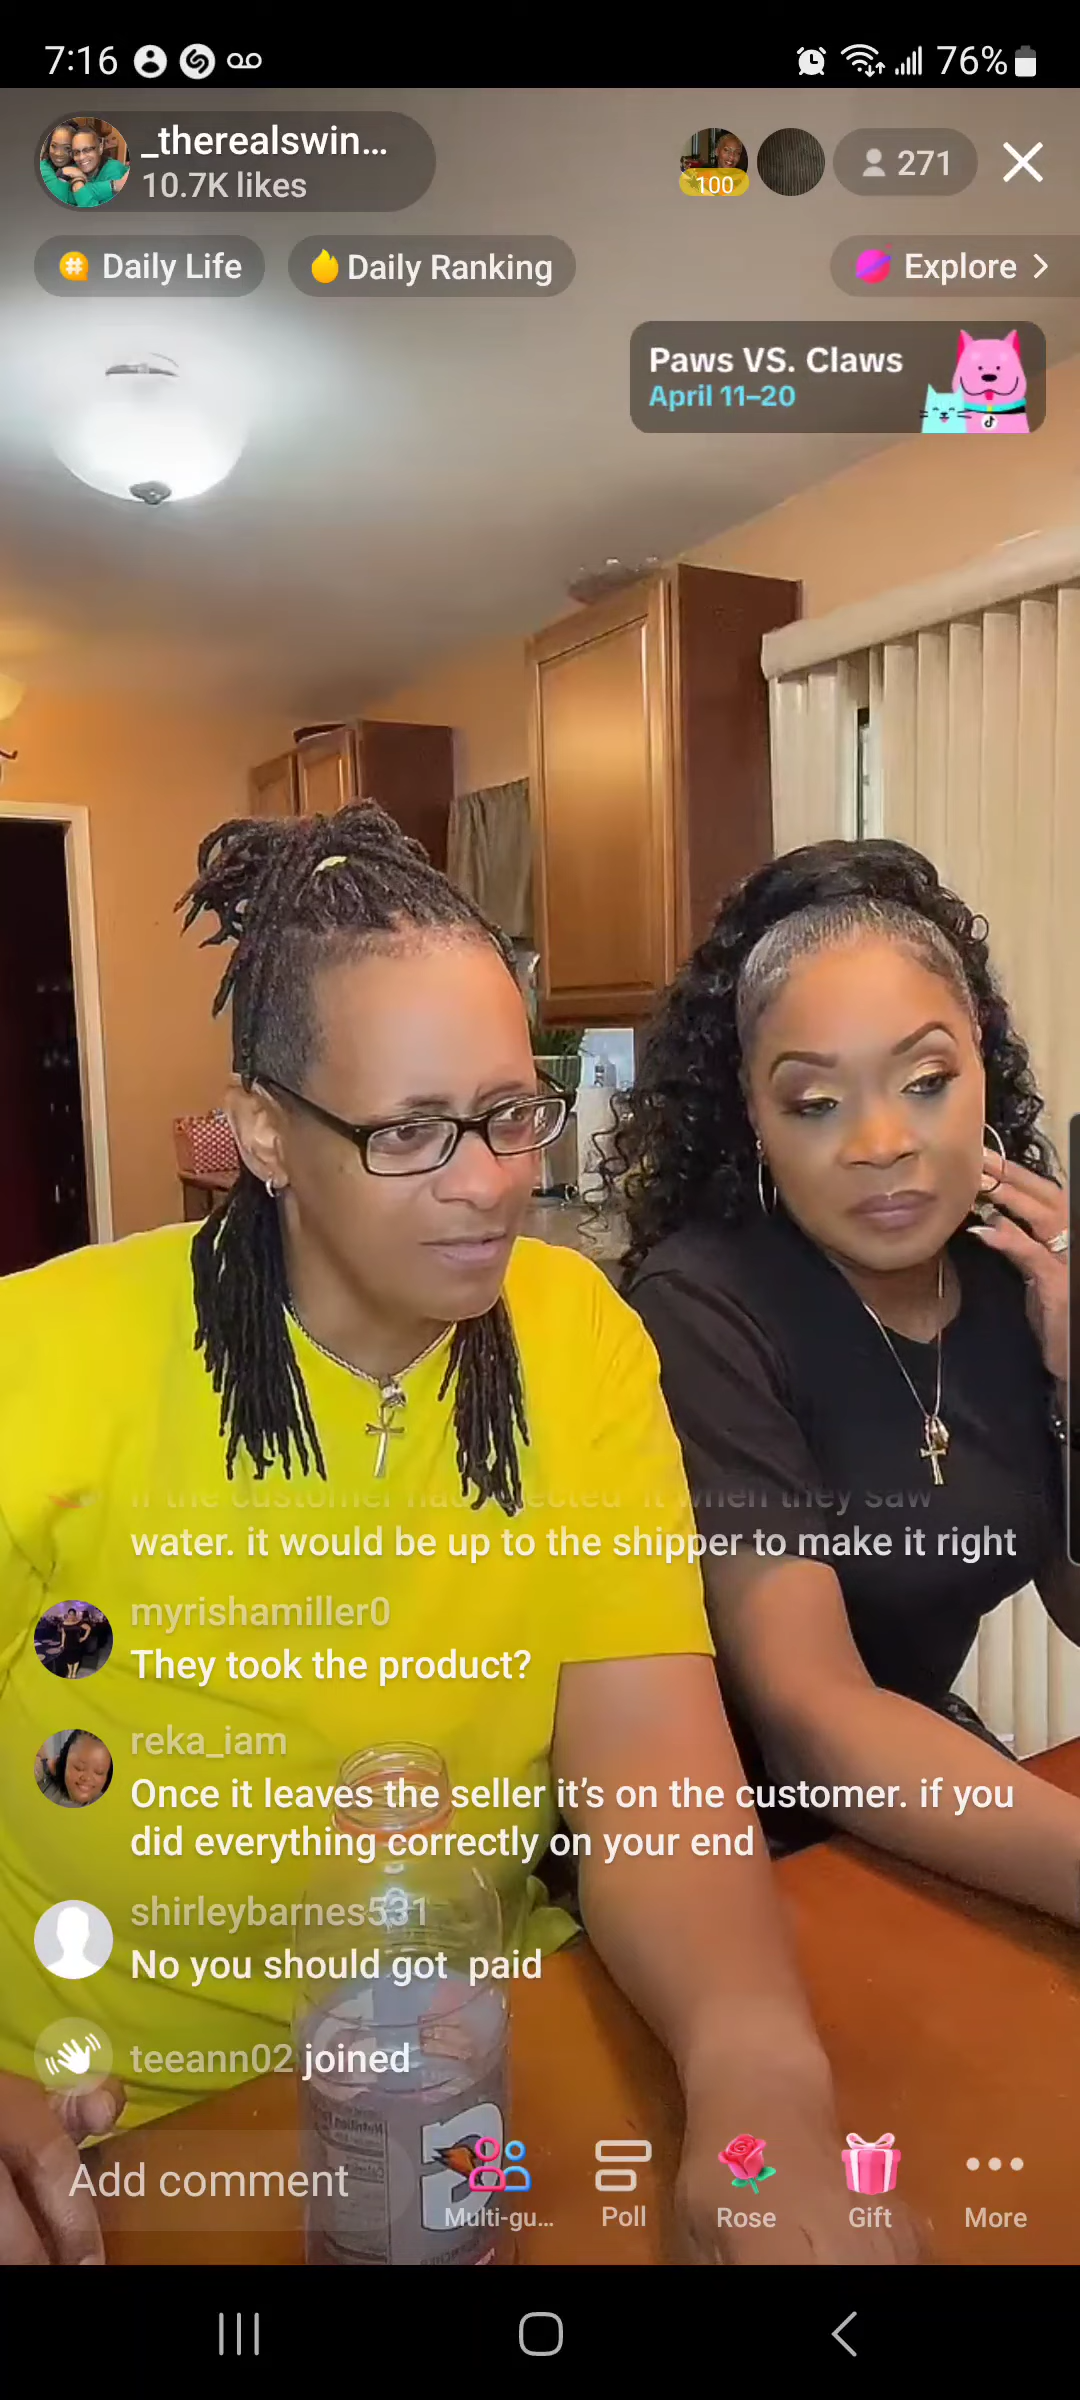 7:16
76%
_therealswin...
10.7K likes
100
271
Daily Life
Daily Ranking
Explore >
Paws VS. Claws
April 11–20
water. it would be up to the shipper to make it right
myrishamiller0
They took the product?
reka_iam
Once it leaves the seller it's on the customer. if you
did everything correctly on your end
shirleybarnes531
No you should got  paid
teeann02 joined
Add comment
Multi-gu...
Poll
Rose
Gift
More